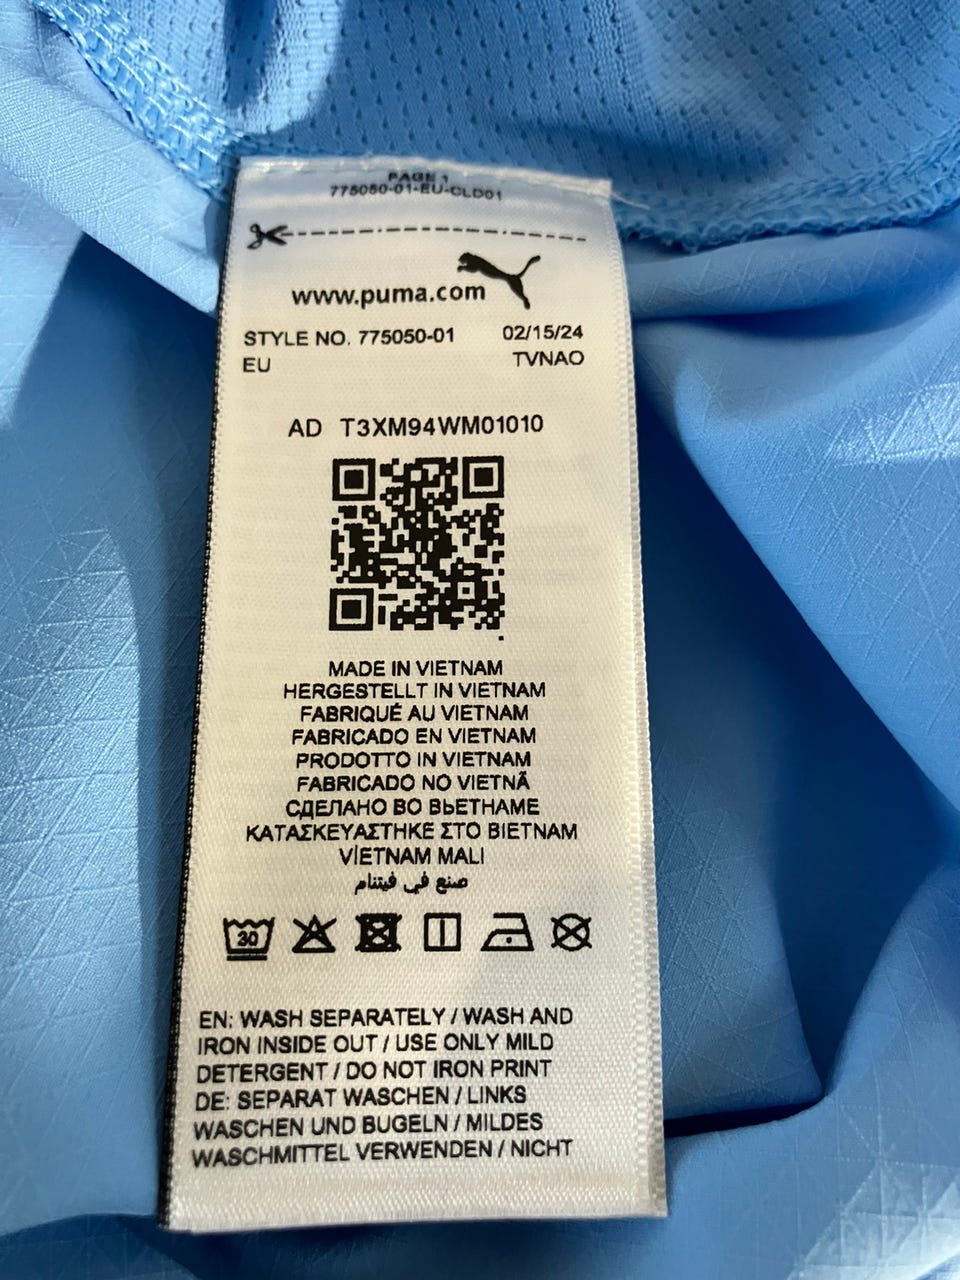 PAGE 1
775050-01-EU-CLD01
www.puma.com
STYLE NO. 775050-01 02/15/24
EU TVNAO
AD T3XM94WM01010
MADE IN VIETNAM
HERGESTELLT IN VIETNAM
FABRIQUÉ AU VIETNAM
FABRICADO EN VIETNAM
PRODOTTO IN VIETNAM
FABRICADO NO VIETNÃ
СДЕЛАНО ВО ВЬЕТНАМЕ
ΚΑΤΑΣΚΕΥΑΣΤΗΚΕ ΣΤΟ ΒΙΕΤΝΑΜ
VİETNAM MALI
صنع في فيتنام
30
EN: WASH SEPARATELY / WASH AND
IRON INSIDE OUT / USE ONLY MILD
DETERGENT / DO NOT IRON PRINT
DE: SEPARAT WASCHEN / LINKS
WASCHEN UND BUGELN / MILDES
WASCHMITTEL VERWENDEN / NICHT